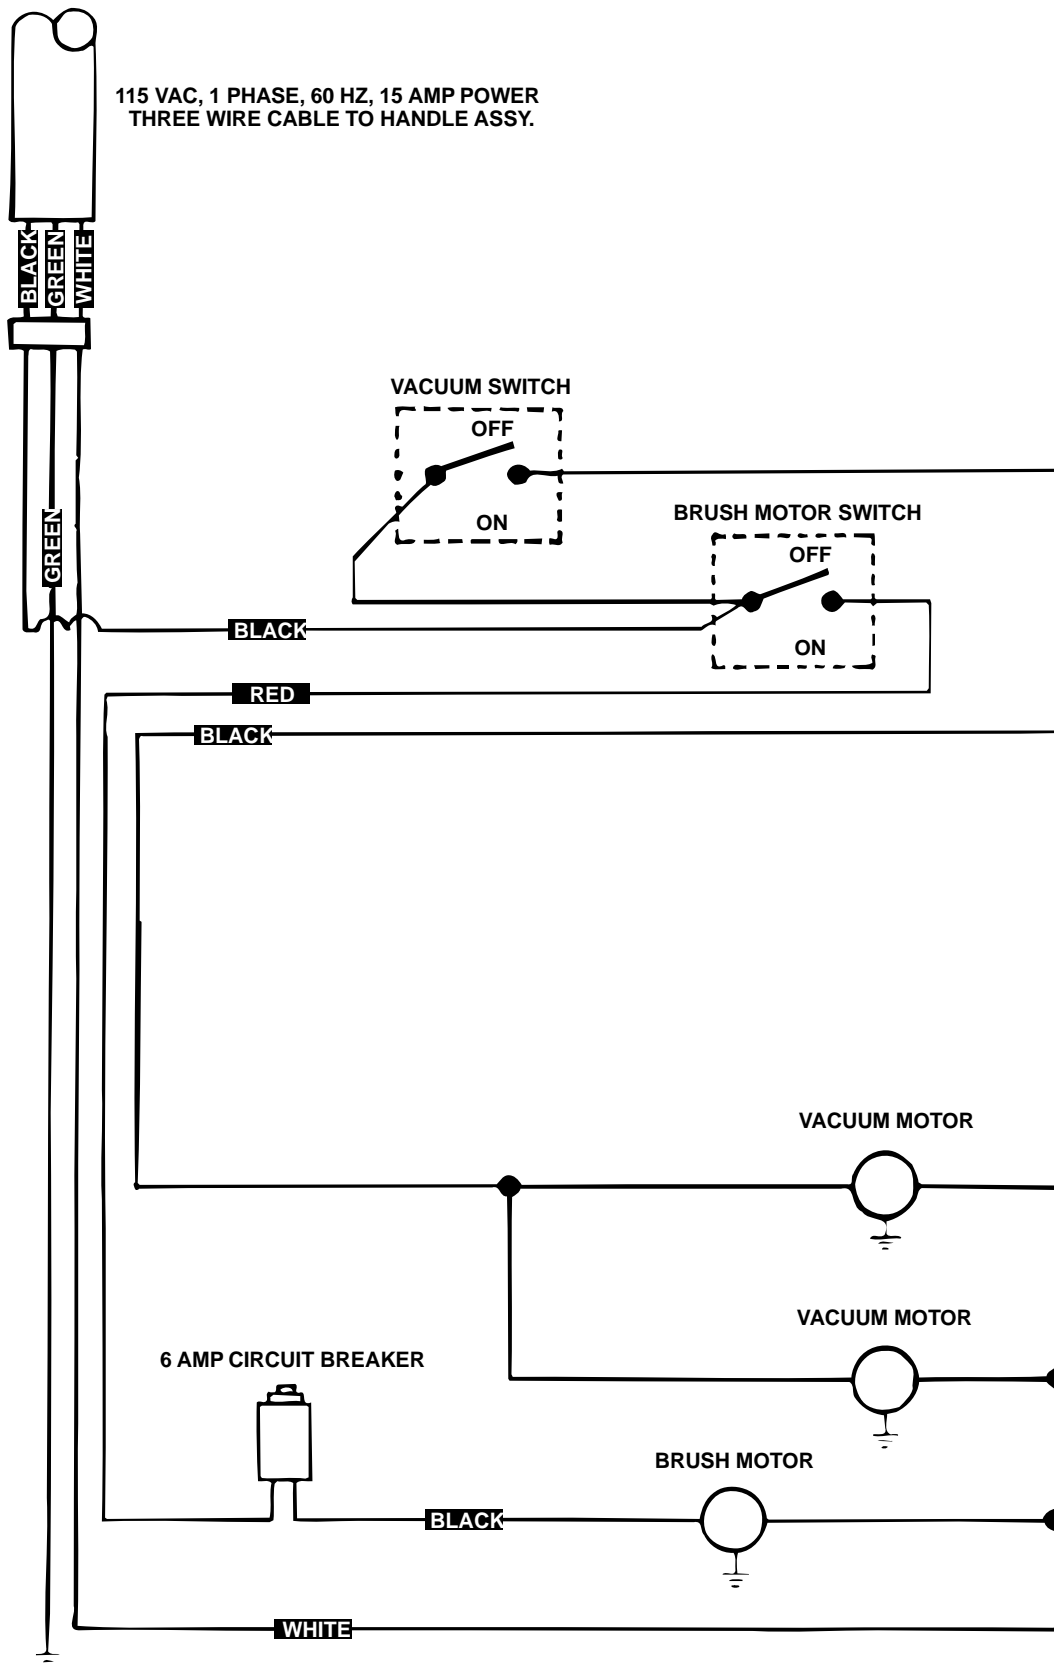 115 VAC, 1 PHASE, 60 HZ, 15 AMP POWER
THREE WIRE CABLE TO HANDLE ASSY.
BLACK
GREEN
WHITE
VACUUM SWITCH
OFF
ON
BRUSH MOTOR SWITCH
OFF
ON
GREEN
BLACK
RED
BLACK
VACUUM MOTOR
VACUUM MOTOR
6 AMP CIRCUIT BREAKER
BRUSH MOTOR
BLACK
WHITE